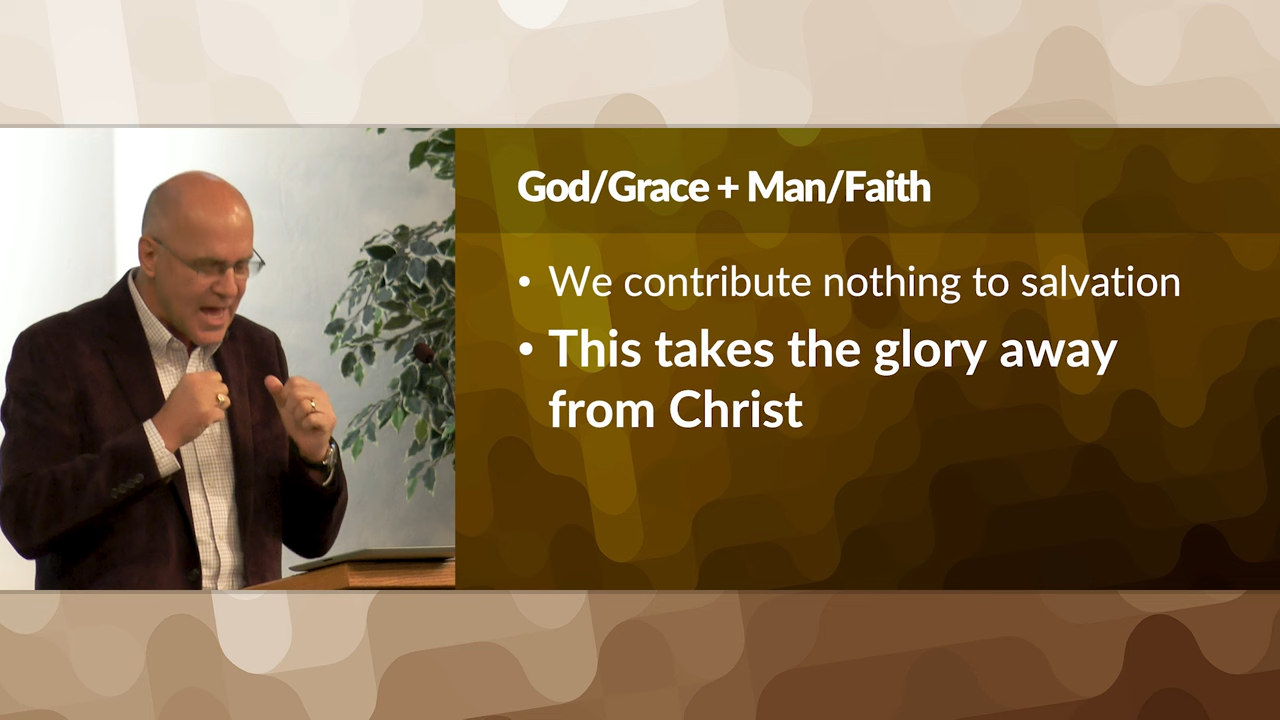 God/Grace + Man/Faith
• We contribute nothing to salvation
• This takes the glory away
from Christ